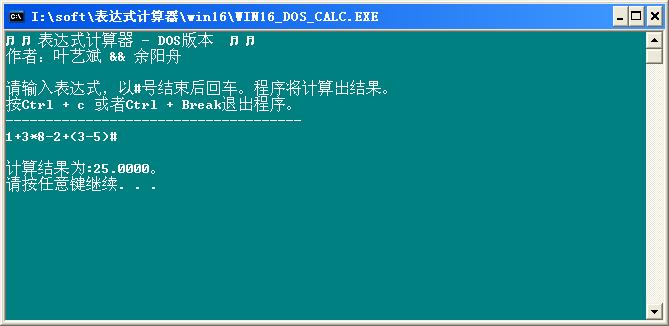 I:\soft\表达式计算器\win16\WIN16_DOS_CALC.EXE
♬ ♬ 表达式计算器 - DOS版本 ♬ ♬
作者：叶艺斌 && 余阳舟
请输入表达式，以#号结束后回车。程序将计算出结果。
按Ctrl + c 或者Ctrl + Break退出程序。
-------------------------------------
1+3*8-2+(3-5)#
计算结果为:25.0000。
请按任意键继续. . .